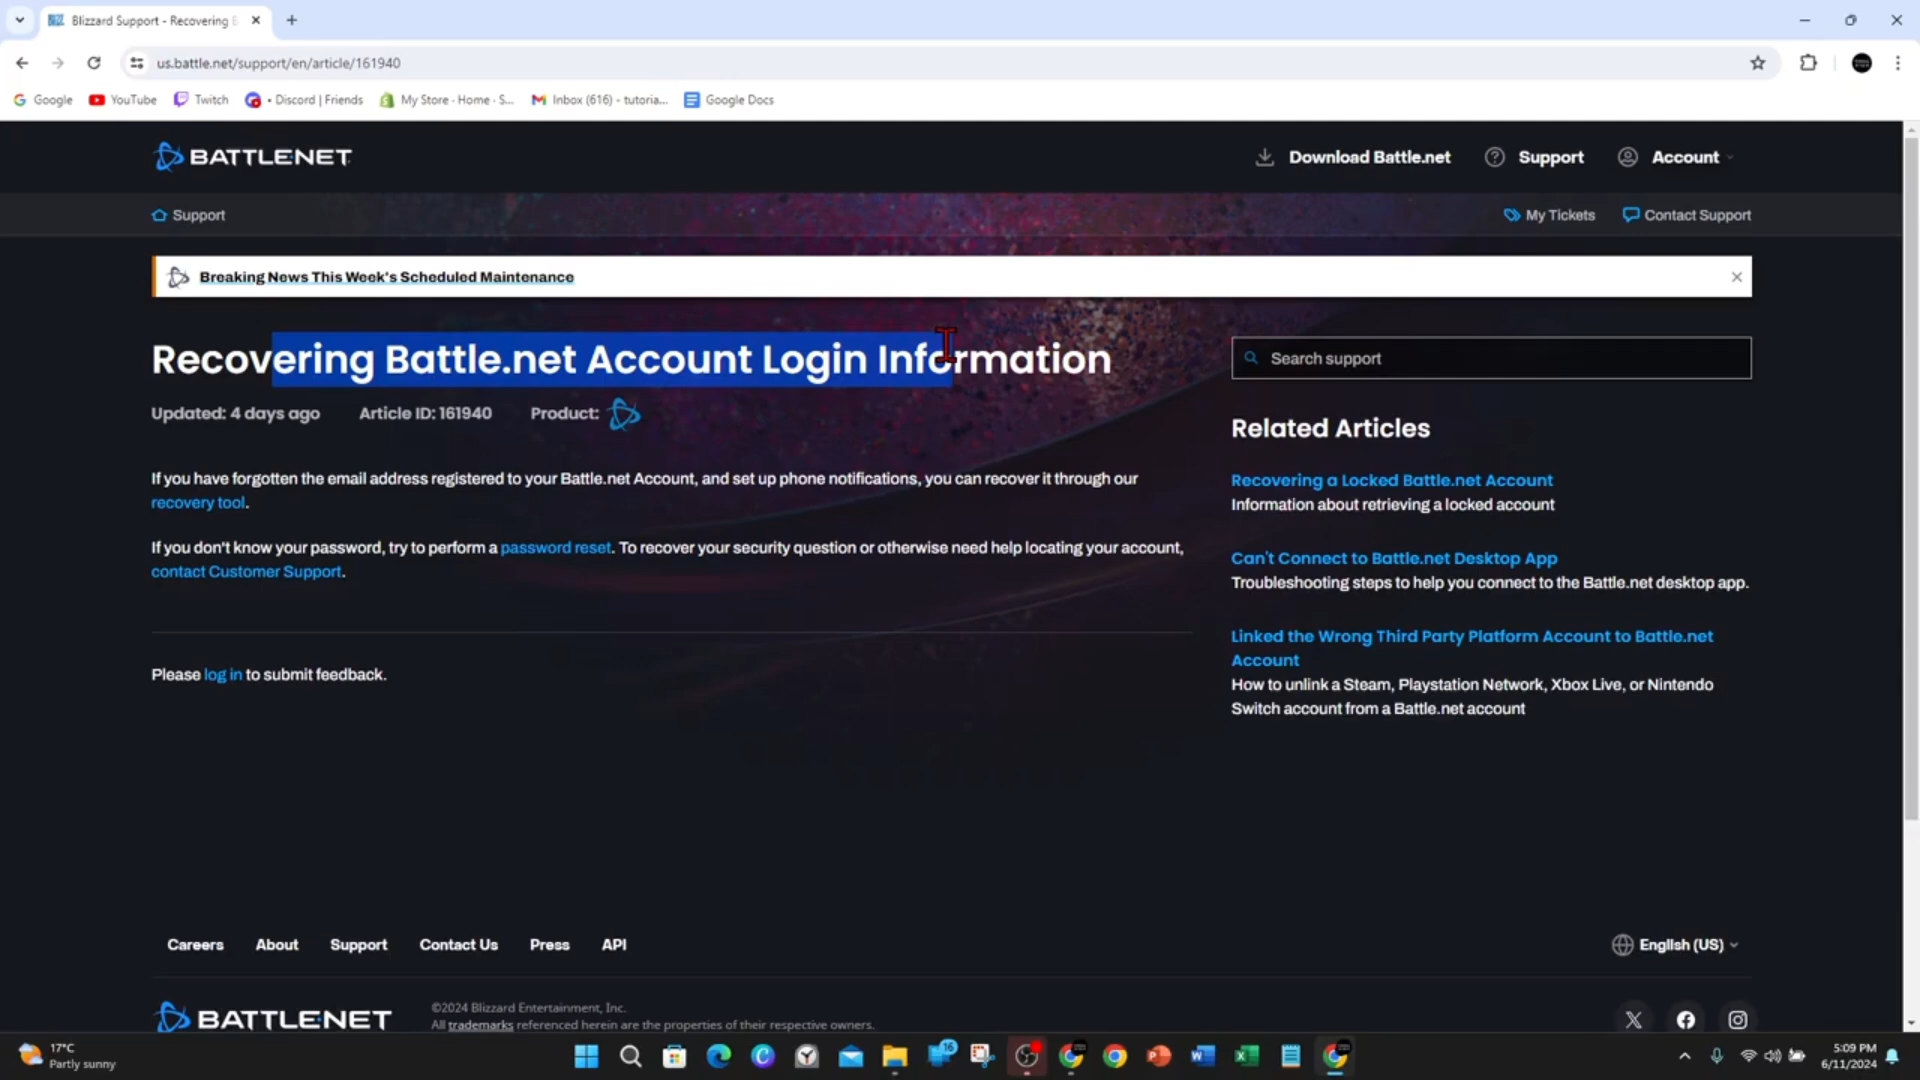 Blizzard Support - Recovering B
us.battle.net/support/en/article/161940
Google YouTube Twitch • Discord | Friends My Store · Home · S... Inbox (616) - tutoria... Google Docs
BATTLE.NET
Download Battle.net Support Account
Support
My Tickets Contact Support
Breaking News This Week's Scheduled Maintenance
Recovering Battle.net Account Login Information
Updated: 4 days ago Article ID: 161940 Product:
If you have forgotten the email address registered to your Battle.net Account, and set up phone notifications, you can recover it through our
recovery tool.
If you don't know your password, try to perform a password reset. To recover your security question or otherwise need help locating your account,
contact Customer Support.
Please log in to submit feedback.
Search support
Related Articles
Recovering a Locked Battle.net Account
Information about retrieving a locked account
Can't Connect to Battle.net Desktop App
Troubleshooting steps to help you connect to the Battle.net desktop app.
Linked the Wrong Third Party Platform Account to Battle.net
Account
How to unlink a Steam, Playstation Network, Xbox Live, or Nintendo
Switch account from a Battle.net account
Careers About Support Contact Us Press API
English (US)
BATTLE.NET
©2024 Blizzard Entertainment, Inc.
All trademarks referenced herein are the properties of their respective owners.
17°C
Partly sunny
16
5:09 PM
6/11/2024